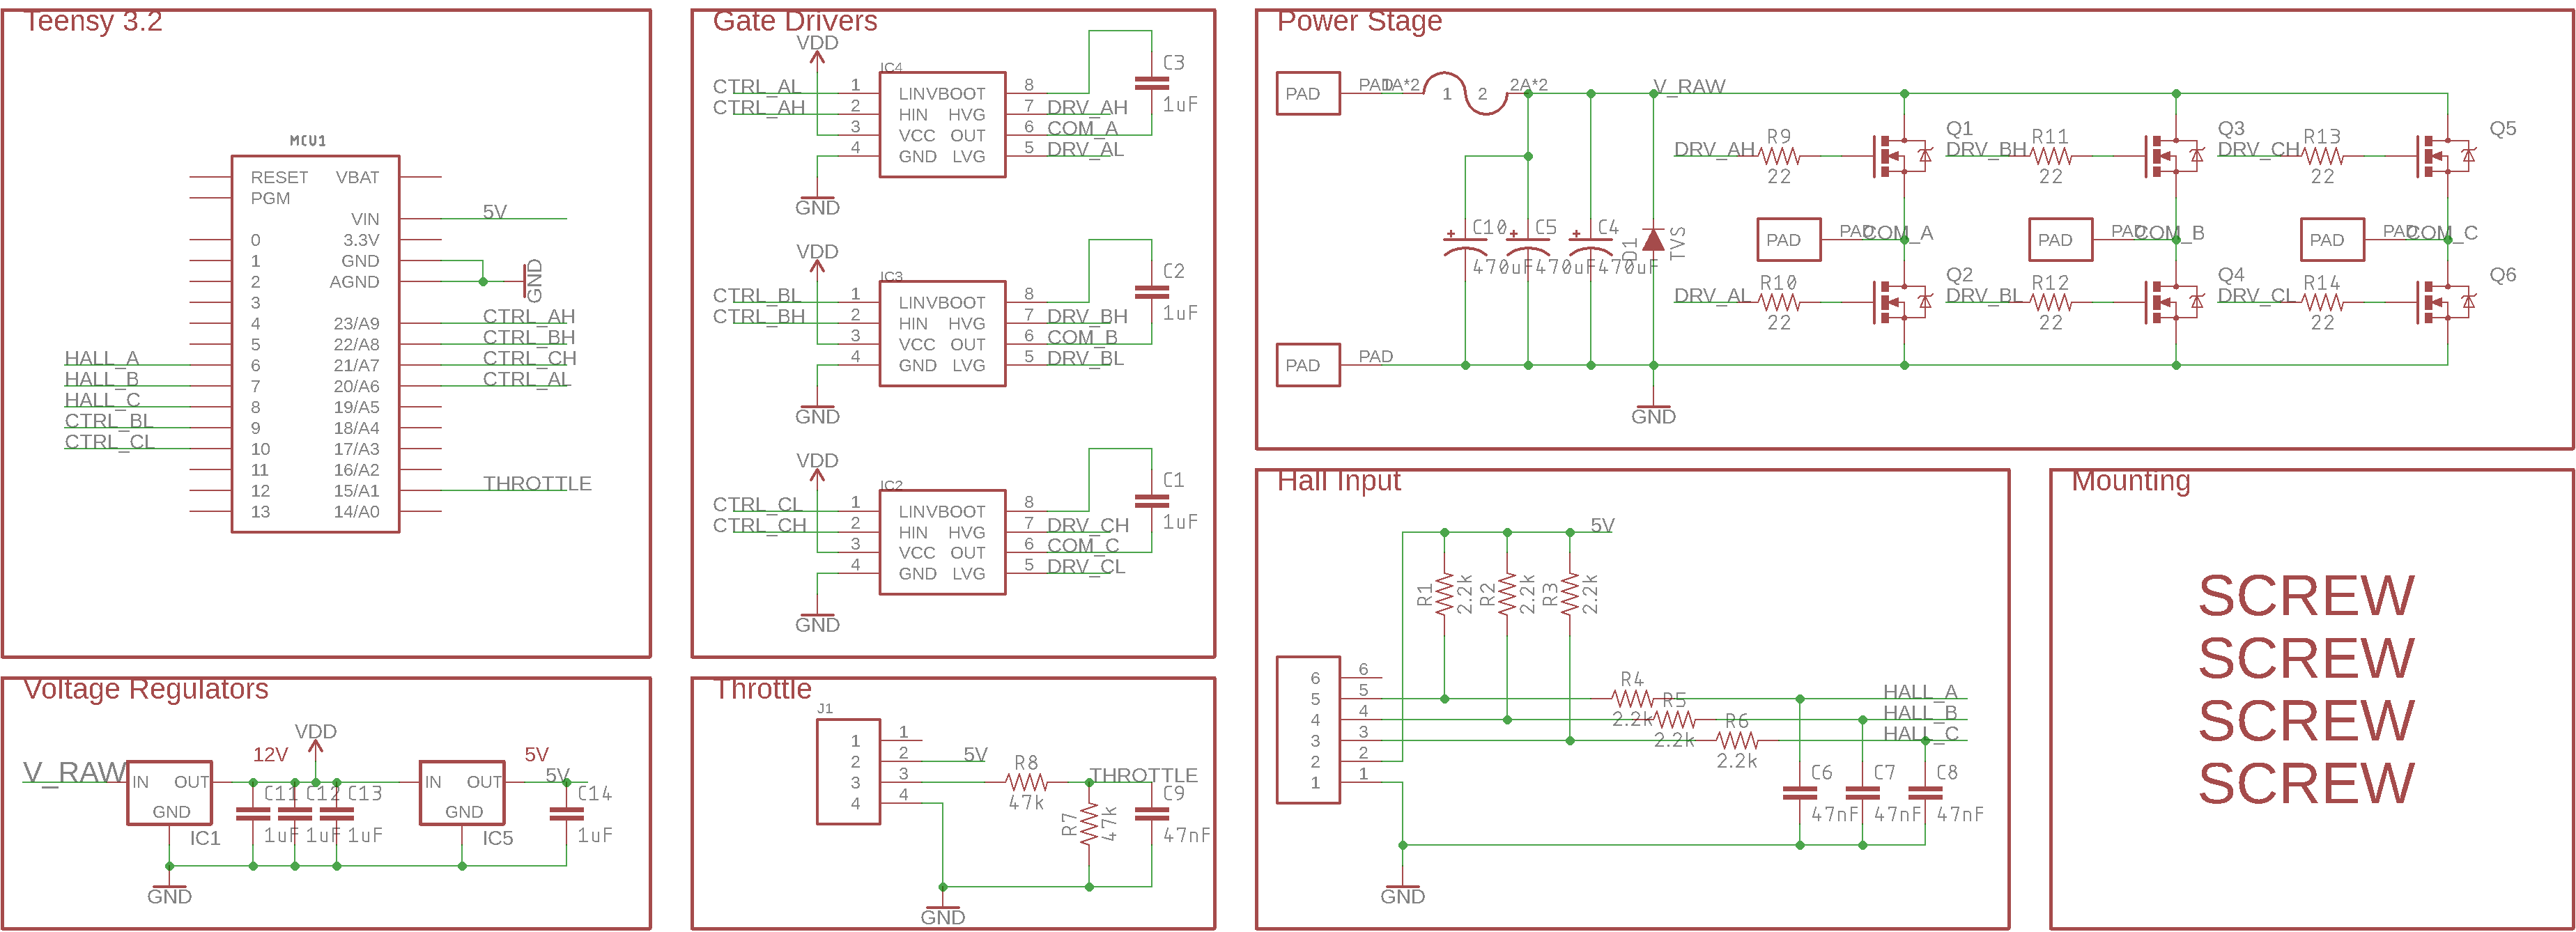 Teensy 3.2
MCU1
RESET VBAT
PGM
VIN 5V
0 3.3V
1 GND
2 AGND GND
3
4 23/A9 CTRL_AH
5 22/A8 CTRL_BH
HALL_A 6 21/A7 CTRL_CH
HALL_B 7 20/A6 CTRL_AL
HALL_C 8 19/A5
CTRL_BL 9 18/A4
CTRL_CL 10 17/A3
11 16/A2
12 15/A1 THROTTLE
13 14/A0
Gate Drivers
VDD
C3
1uF
IC4
CTRL_AL 1 LIN VBOOT 8
CTRL_AH 2 HIN HVG 7 DRV_AH
3 VCC OUT 6 COM_A
4 GND LVG 5 DRV_AL
GND
VDD
C2
1uF
IC3
CTRL_BL 1 LIN VBOOT 8
CTRL_BH 2 HIN HVG 7 DRV_BH
3 VCC OUT 6 COM_B
4 GND LVG 5 DRV_BL
GND
VDD
C1
1uF
IC2
CTRL_CL 1 LIN VBOOT 8
CTRL_CH 2 HIN HVG 7 DRV_CH
3 VCC OUT 6 COM_C
4 GND LVG 5 DRV_CL
GND
Power Stage
PAD PAD 1A*2 1 2 2A*2 V_RAW
DRV_AH R9 22 Q1
DRV_BH R11 22 Q3
DRV_CH R13 22 Q5
C10 470uF
C5 470uF
C4 470uF
D1 TVS
PAD PAD COM_A
PAD PAD COM_B
PAD PAD COM_C
DRV_AL R10 22 Q2
DRV_BL R12 22 Q4
DRV_CL R14 22 Q6
PAD PAD
GND
Voltage Regulators
V_RAW
12V VDD
IN OUT
GND
IC1
C11 C12 C13
1uF 1uF 1uF
5V
5V
IN OUT
GND
IC5
C14
1uF
GND
Throttle
J1
1 1
2 2 5V
3 3 R8 47k THROTTLE
4 4
R7 47k
C9
47nF
GND
Hall Input
5V
R1 2.2k
R2 2.2k
R3 2.2k
6 6
5 5 R4 2.2k HALL_A
4 4 R5 2.2k HALL_B
3 3 R6 2.2k HALL_C
2 2
1 1
C6 C7 C8
47nF 47nF 47nF
GND
Mounting
SCREW
SCREW
SCREW
SCREW